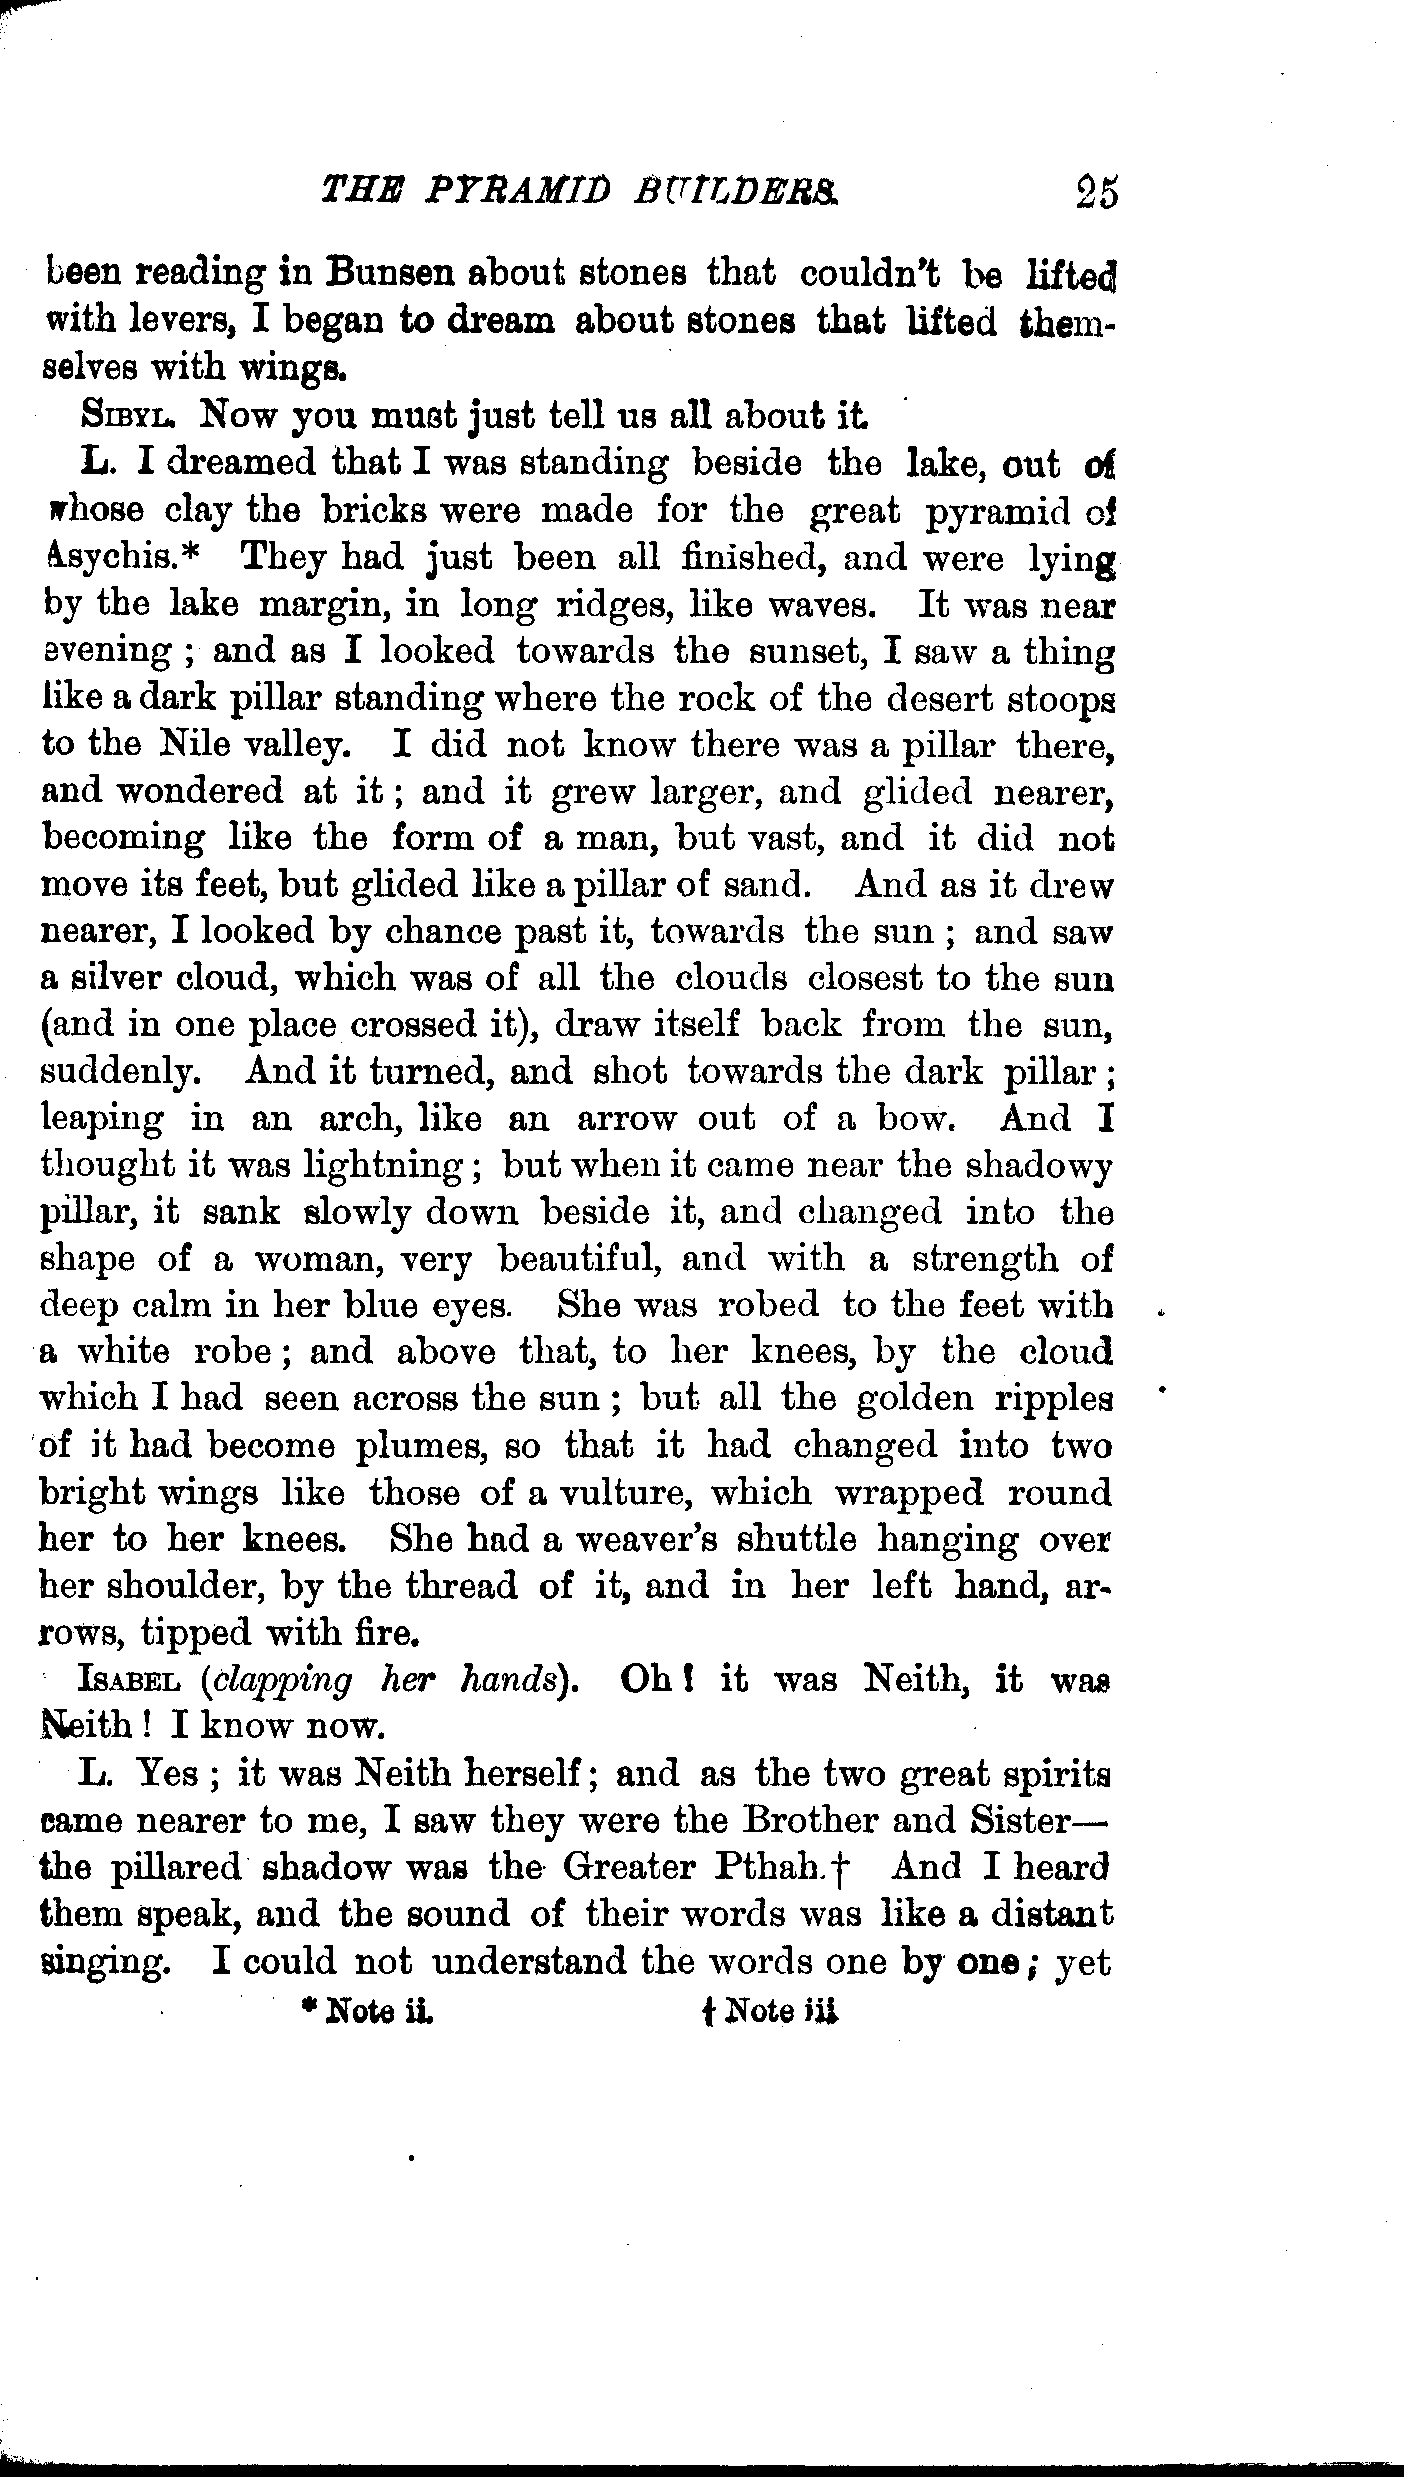 THE PYRAMID BUILDERS. 25
been reading in Bunsen about stones that couldn't be lifted
with levers, I began to dream about stones that lifted them-
selves with wings.
SIBYL. Now you must just tell us all about it.
L. I dreamed that I was standing beside the lake, out of
whose clay the bricks were made for the great pyramid of
Asychis.* They had just been all finished, and were lying
by the lake margin, in long ridges, like waves. It was near
evening ; and as I looked towards the sunset, I saw a thing
like a dark pillar standing where the rock of the desert stoops
to the Nile valley. I did not know there was a pillar there,
and wondered at it ; and it grew larger, and glided nearer,
becoming like the form of a man, but vast, and it did not
move its feet, but glided like a pillar of sand. And as it drew
nearer, I looked by chance past it, towards the sun ; and saw
a silver cloud, which was of all the clouds closest to the sun
(and in one place crossed it), draw itself back from the sun,
suddenly. And it turned, and shot towards the dark pillar ;
leaping in an arch, like an arrow out of a bow. And I
thought it was lightning ; but when it came near the shadowy
pillar, it sank slowly down beside it, and changed into the
shape of a woman, very beautiful, and with a strength of
deep calm in her blue eyes. She was robed to the feet with
a white robe ; and above that, to her knees, by the cloud
which I had seen across the sun ; but all the golden ripples
of it had become plumes, so that it had changed into two
bright wings like those of a vulture, which wrapped round
her to her knees. She had a weaver's shuttle hanging over
her shoulder, by the thread of it, and in her left hand, ar-
rows, tipped with fire.
ISABEL (clapping her hands). Oh ! it was Neith, it was
Neith ! I know now.
L. Yes ; it was Neith herself ; and as the two great spirits
came nearer to me, I saw they were the Brother and Sister—
the pillared shadow was the Greater Pthah.† And I heard
them speak, and the sound of their words was like a distant
singing. I could not understand the words one by one ; yet
* Note ii. † Note iii.